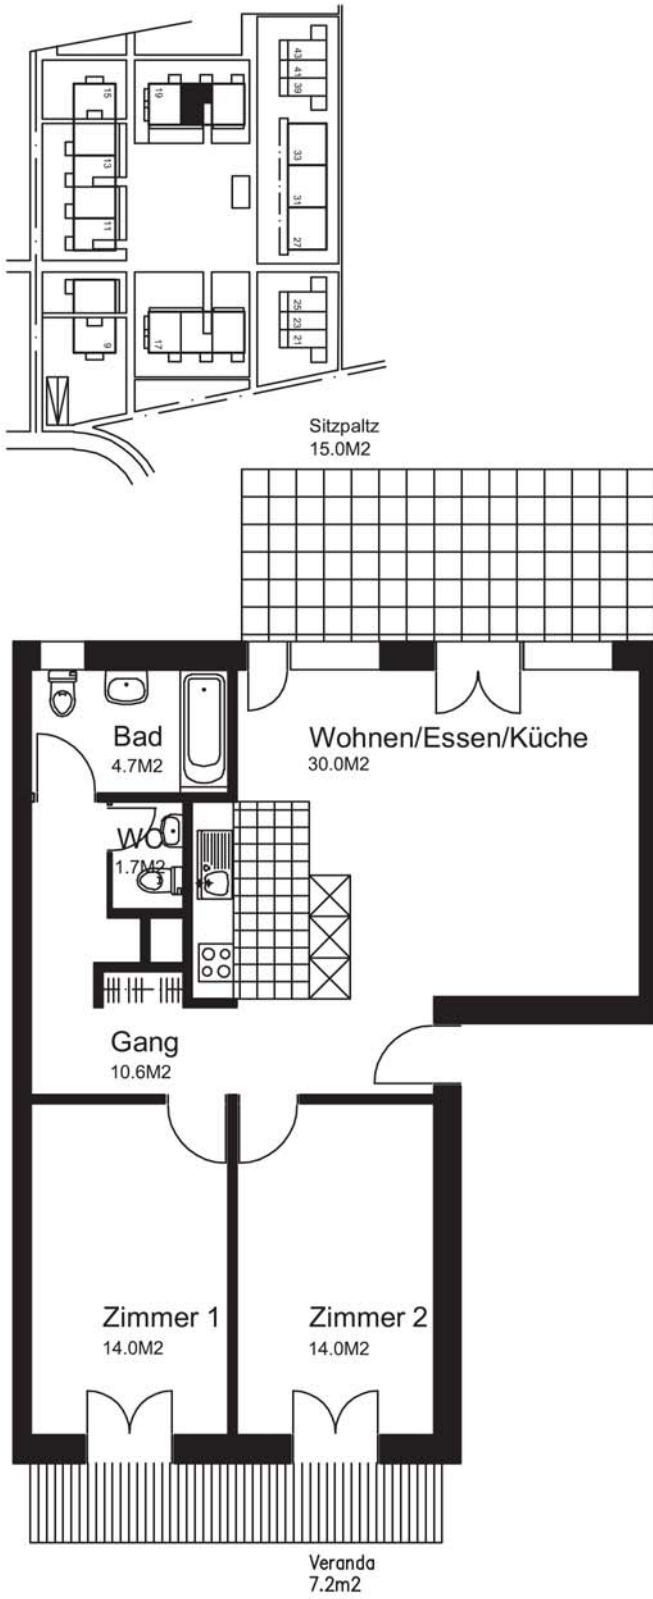 43
41
39
19
15
33
13
31
11
27
25
23
21
17
9
Sitzpaltz
15.0M2
Bad
4.7M2
Wohnen/Essen/Küche
30.0M2
WC
1.7M2
Gang
10.6M2
Zimmer 1
14.0M2
Zimmer 2
14.0M2
Veranda
7.2m2